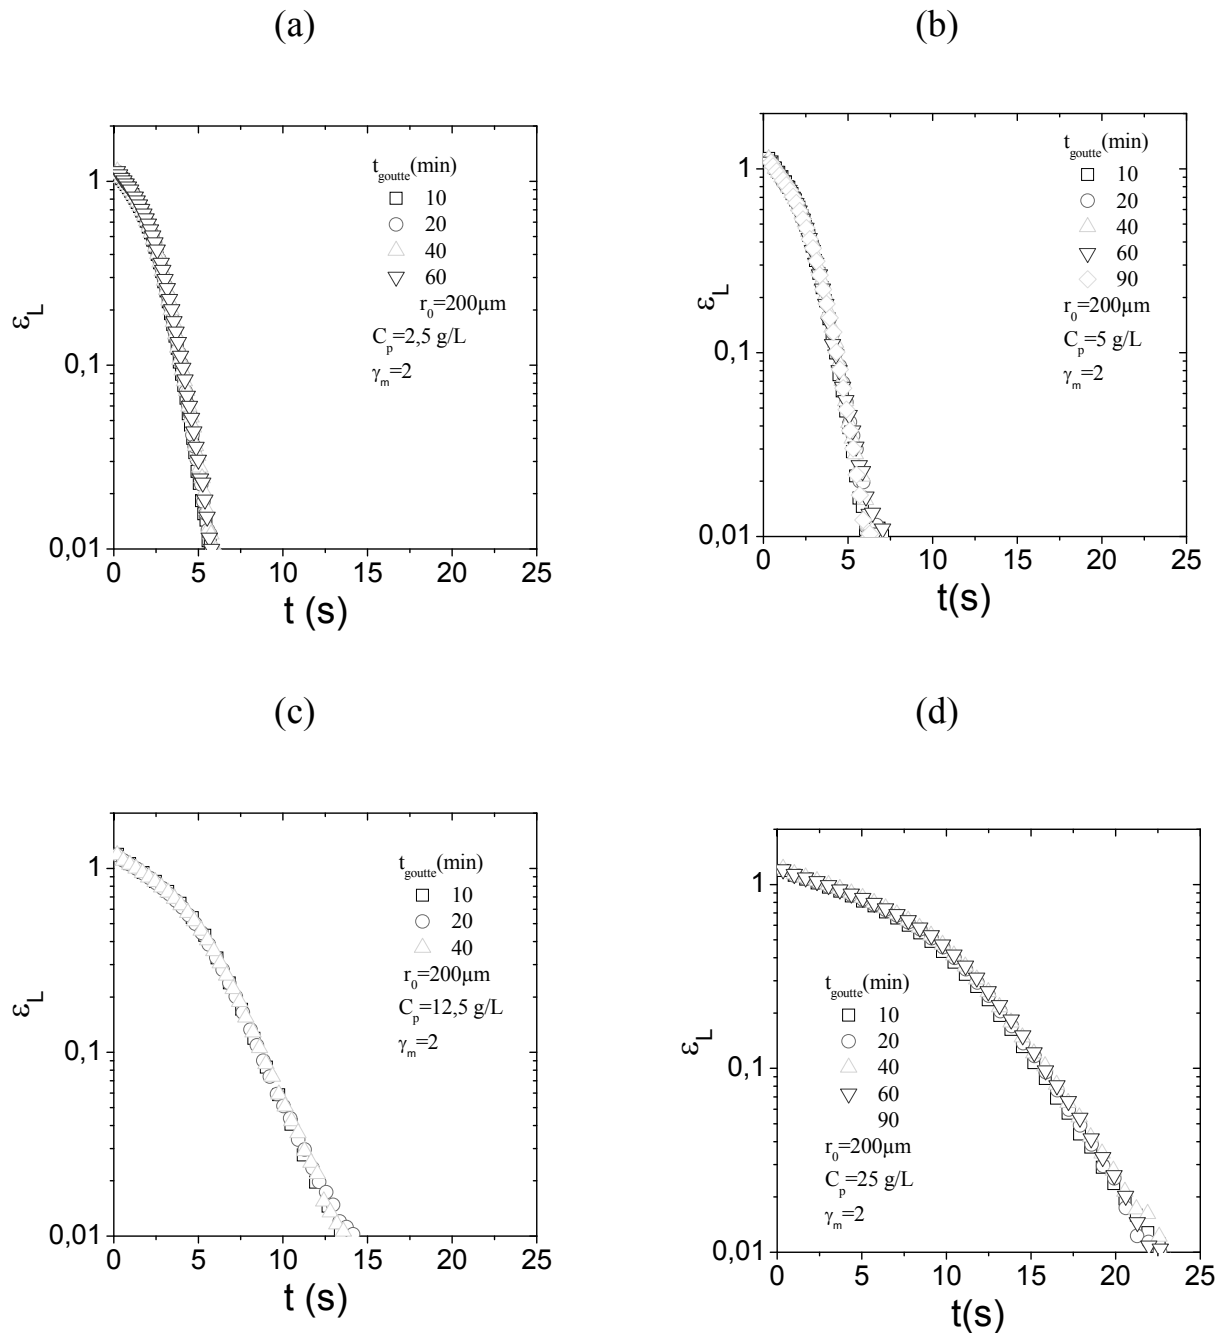 (a)
1
0,1
0,01
ε_L
0 5 10 15 20 25
t (s)
t_goutte(min)
10
20
40
60
r_0=200µm
C_p=2,5 g/L
γ_m=2
(b)
1
0,1
0,01
ε_L
0 5 10 15 20 25
t(s)
t_goutte(min)
10
20
40
60
90
r_0=200µm
C_p=5 g/L
γ_m=2
(c)
1
0,1
0,01
ε_L
0 5 10 15 20 25
t (s)
t_goutte(min)
10
20
40
r_0=200µm
C_p=12,5 g/L
γ_m=2
(d)
1
0,1
0,01
ε_L
0 5 10 15 20 25
t(s)
t_goutte(min)
10
20
40
60
90
r_0=200µm
C_p=25 g/L
γ_m=2